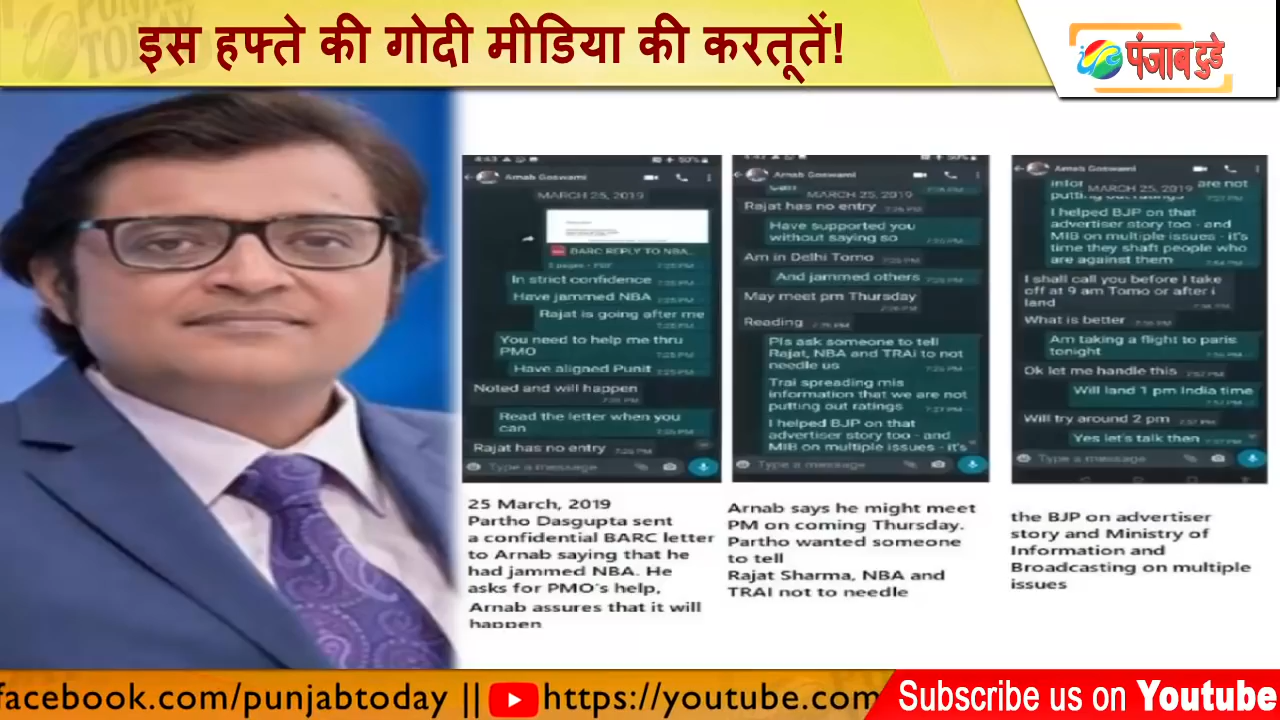 इस हफ्ते की गोदी मीडिया की करतूतें!
पंजाब टुडे
Arnab Goswami
MARCH 25, 2019
BARC REPLY TO NBA...
In strict confidence
Have jammed NBA
Rajat is going after me
You need to help me thru
PMO
Have aligned Punit
Noted and will happen
Read the letter when you
can
Rajat has no entry
Type a message
25 March, 2019
Partho Dasgupta sent
a confidential BARC letter
to Arnab saying that he
had jammed NBA. He
asks for PMO's help,
Arnab assures that it will
happen
Arnab Goswami
MARCH 25, 2019
Rajat has no entry
Have supported you
without saying so
Am in Delhi Tomo
And jammed others
May meet pm Thursday
Reading
Pls ask someone to tell
Rajat, NBA and TRAi to not
needle us
Trai spreading mis
information that we are not
putting out ratings
I helped BJP on that
advertiser story too - and
MIB on multiple issues - it's
Type a message
Arnab says he might meet
PM on coming Thursday.
Partho wanted someone
to tell
Rajat Sharma, NBA and
TRAI not to needle
Arnab Goswami
MARCH 25, 2019
are not
I helped BJP on that
advertiser story too - and
MIB on multiple issues - it's
time they shaft people who
are against them
I shall call you before I take
off at 9 am Tomo or after i
land
What is better
Am taking a flight to paris
tonight
Ok let me handle this
Will land 1 pm India time
Will try around 2 pm
Yes let's talk then
Type a message
the BJP on advertiser
story and Ministry of
Information and
Broadcasting on multiple
issues
facebook.com/punjabtoday || https://youtube.com
Subscribe us on Youtube